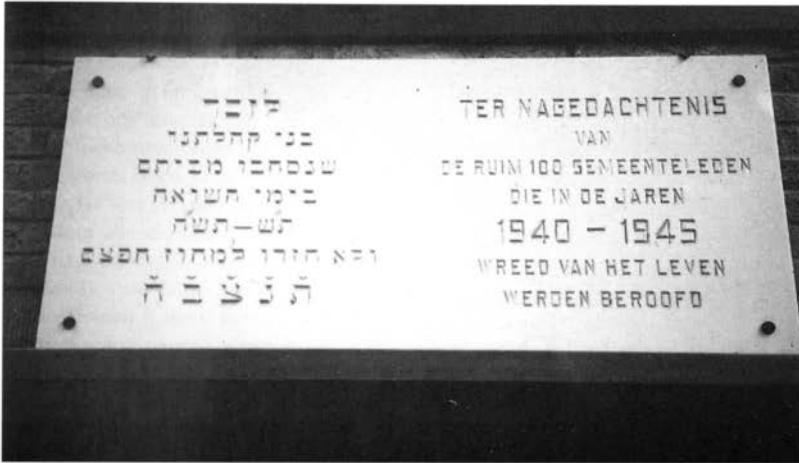 לזכר
בני קהלתנו
שנסחבו מביתם
בימי השואה
ת"ש–תש"ה
ולא חזרו למחוז חפצם
ת נ צ ב ה
TER NAGEDACHTENIS
VAN
DE RUIM 100 GEMEENTELEDEN
DIE IN DE JAREN
1940 – 1945
WREED VAN HET LEVEN
WERDEN BEROOFD